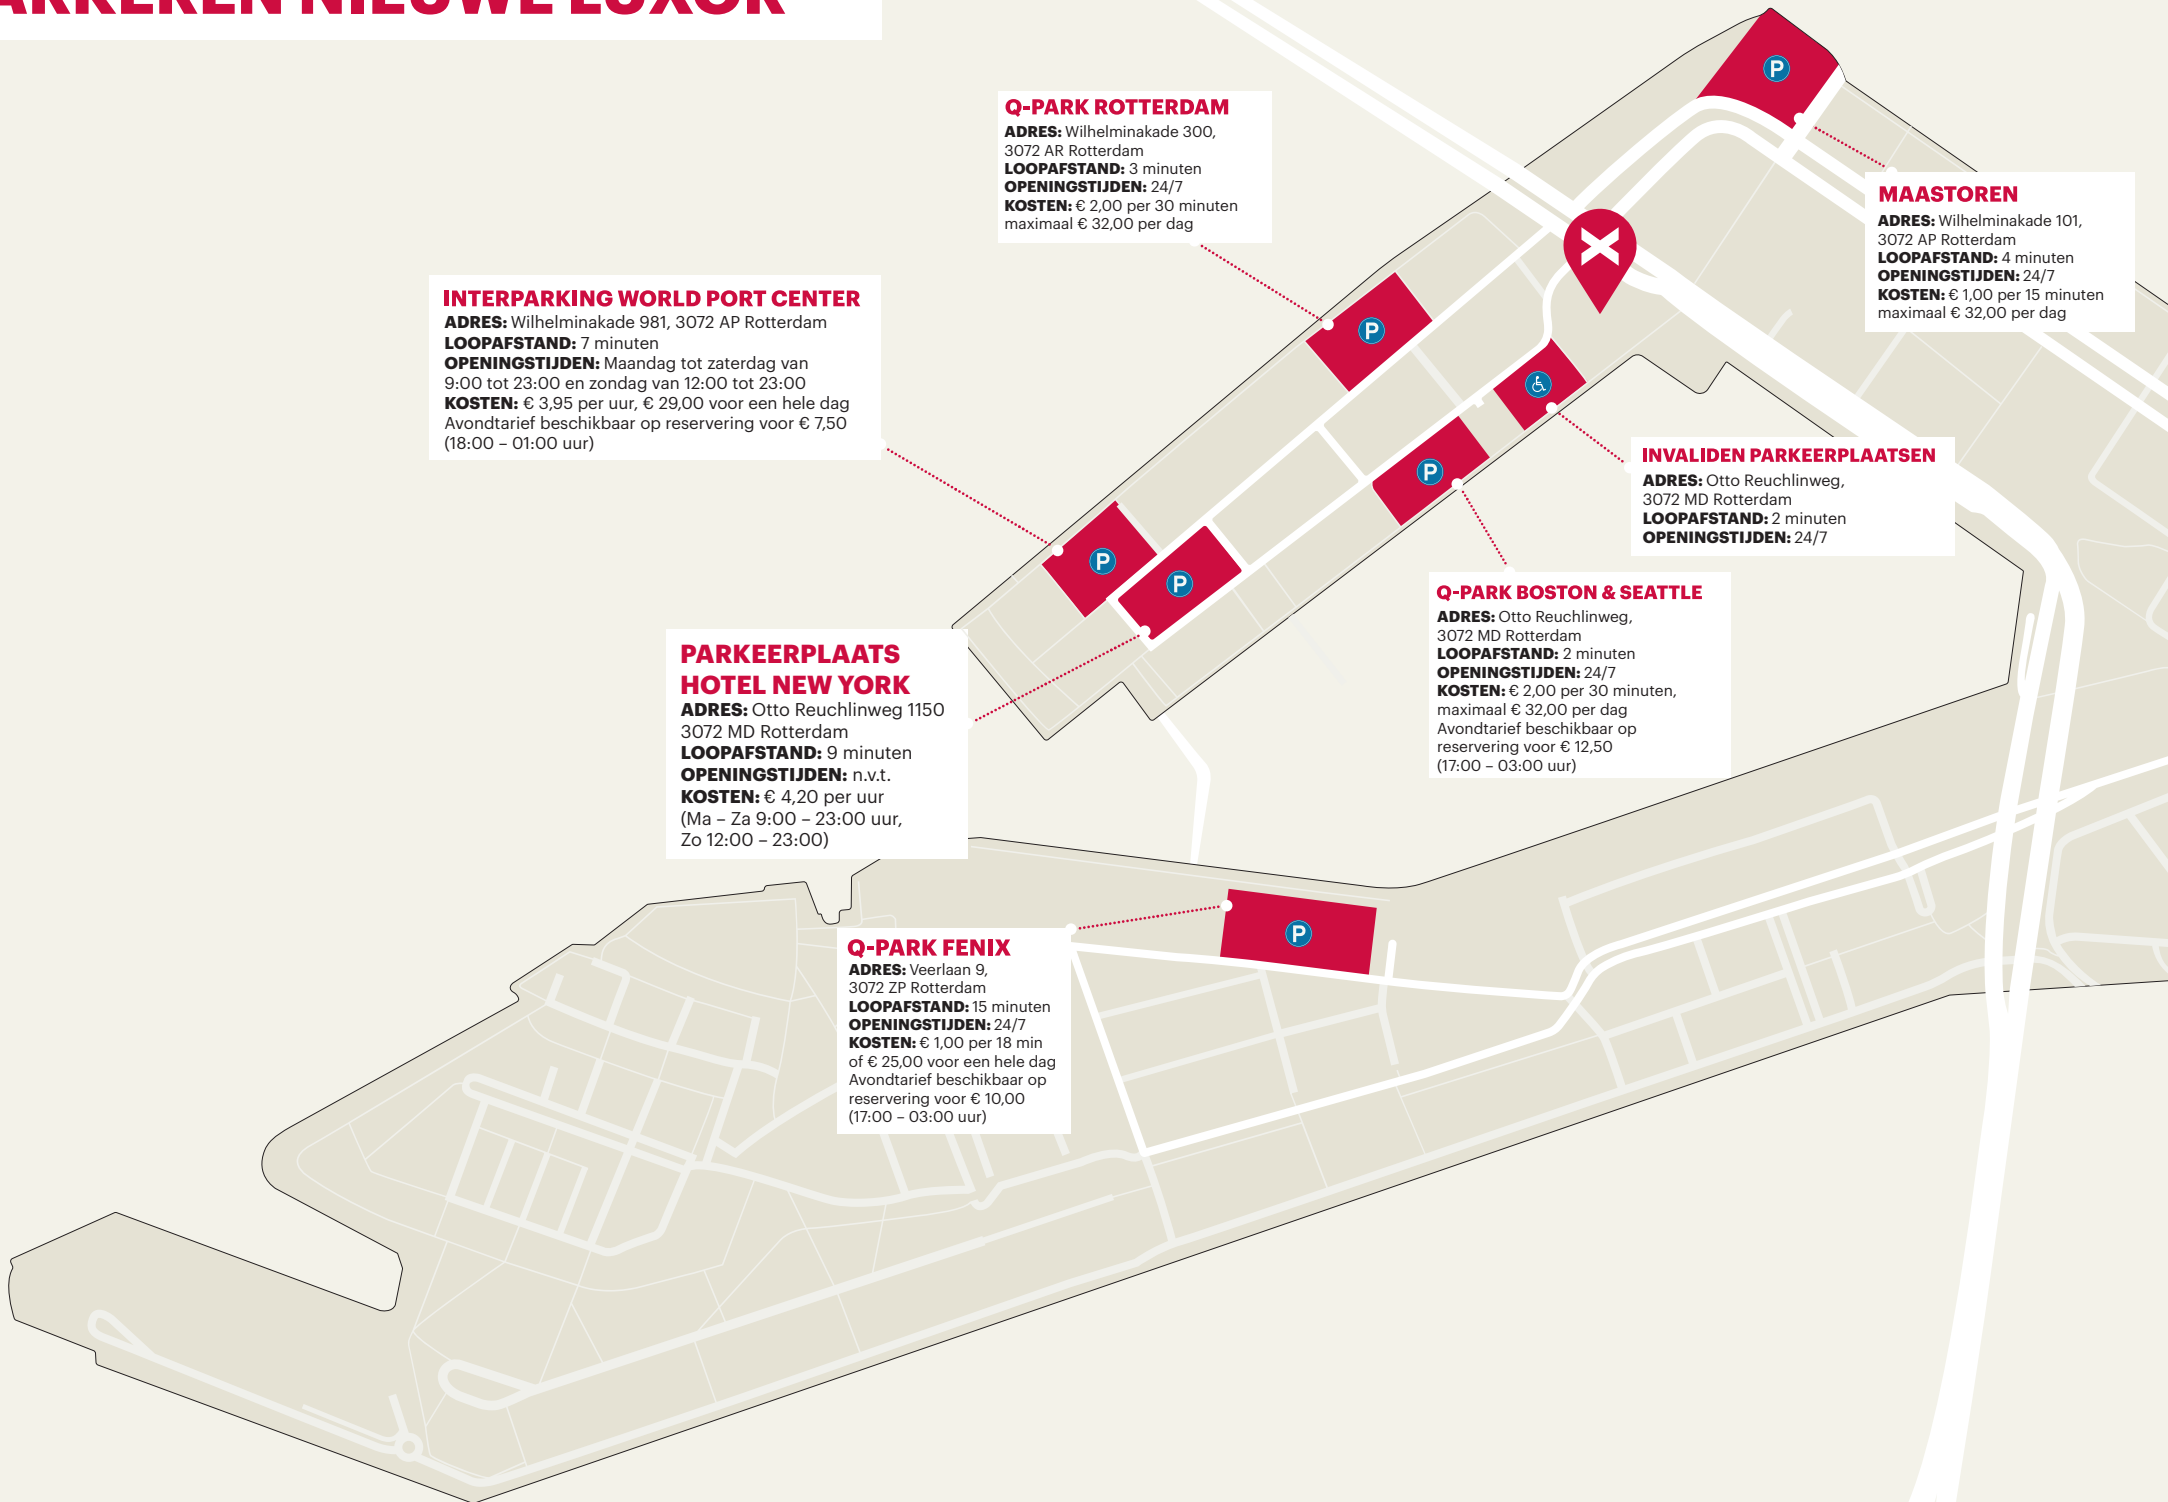 NIEUWE LUXOR
Q-PARK ROTTERDAM
ADRES: Wilhelminakade 300,
3072 AR Rotterdam
LOOPAFSTAND: 3 minuten
OPENINGSTIJDEN: 24/7
KOSTEN: € 2,00 per 30 minuten
maximaal € 32,00 per dag
MAASTOREN
ADRES: Wilhelminakade 101,
3072 AP Rotterdam
LOOPAFSTAND: 4 minuten
OPENINGSTIJDEN: 24/7
KOSTEN: € 1,00 per 15 minuten
maximaal € 32,00 per dag
INTERPARKING WORLD PORT CENTER
ADRES: Wilhelminakade 981, 3072 AP Rotterdam
LOOPAFSTAND: 7 minuten
OPENINGSTIJDEN: Maandag tot zaterdag van
9:00 tot 23:00 en zondag van 12:00 tot 23:00
KOSTEN: € 3,95 per uur, € 29,00 voor een hele dag
Avondtarief beschikbaar op reservering voor € 7,50
(18:00 – 01:00 uur)
INVALIDEN PARKEERPLAATSEN
ADRES: Otto Reuchlinweg,
3072 MD Rotterdam
LOOPAFSTAND: 2 minuten
OPENINGSTIJDEN: 24/7
Q-PARK BOSTON & SEATTLE
ADRES: Otto Reuchlinweg,
3072 MD Rotterdam
LOOPAFSTAND: 2 minuten
OPENINGSTIJDEN: 24/7
KOSTEN: € 2,00 per 30 minuten,
maximaal € 32,00 per dag
Avondtarief beschikbaar op
reservering voor € 12,50
(17:00 – 03:00 uur)
PARKEERPLAATS
HOTEL NEW YORK
ADRES: Otto Reuchlinweg 1150
3072 MD Rotterdam
LOOPAFSTAND: 9 minuten
OPENINGSTIJDEN: n.v.t.
KOSTEN: € 4,20 per uur
(Ma – Za 9:00 – 23:00 uur,
Zo 12:00 – 23:00)
Q-PARK FENIX
ADRES: Veerlaan 9,
3072 ZP Rotterdam
LOOPAFSTAND: 15 minuten
OPENINGSTIJDEN: 24/7
KOSTEN: € 1,00 per 18 min
of € 25,00 voor een hele dag
Avondtarief beschikbaar op
reservering voor € 10,00
(17:00 – 03:00 uur)
P
P
P
P
P
P